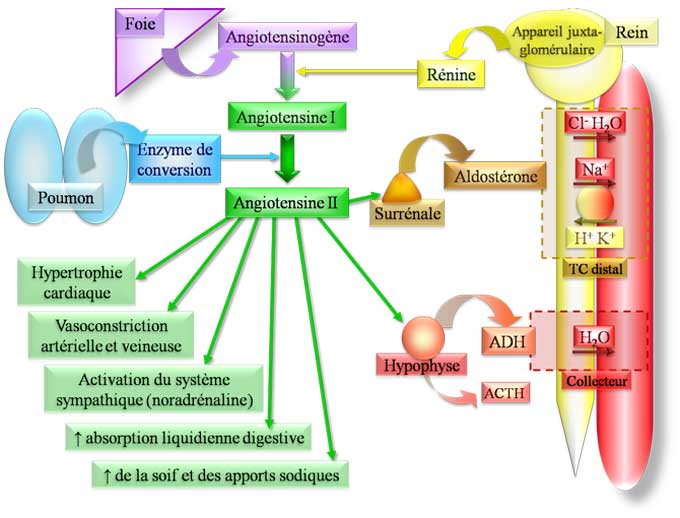 Foie
Angiotensinogène
Appareil juxta-
glomérulaire
Rein
Rénine
Angiotensine I
Cl- H2O
Enzyme de
conversion
Na+
Aldostérone
Poumon
Angiotensine II
Surrénale
H+ K+
TC distal
Hypertrophie
cardiaque
Vasoconstriction
artérielle et veineuse
ADH
H2O
Hypophyse
Collecteur
Activation du système
sympathique (noradrénaline)
ACTH
↑ absorption liquidienne digestive
↑ de la soif et des apports sodiques